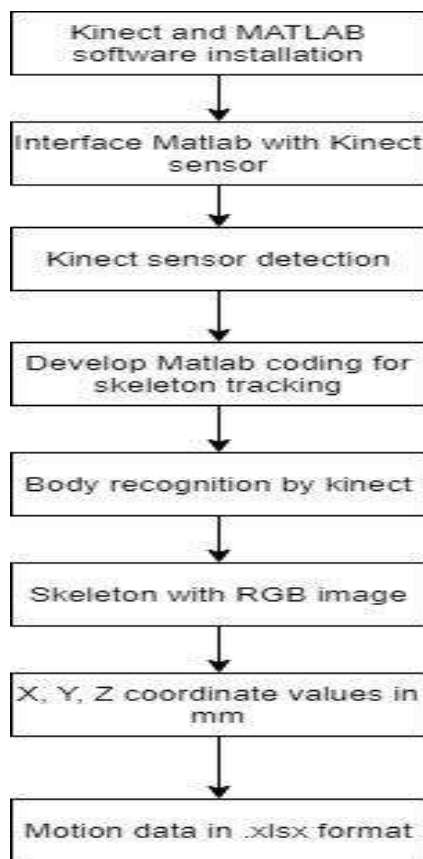 Kinect and MATLAB
software installation
Interface Matlab with Kinect
sensor
Kinect sensor detection
Develop Matlab coding for
skeleton tracking
Body recognition by kinect
Skeleton with RGB image
X, Y, Z coordinate values in
mm
Motion data in .xlsx format